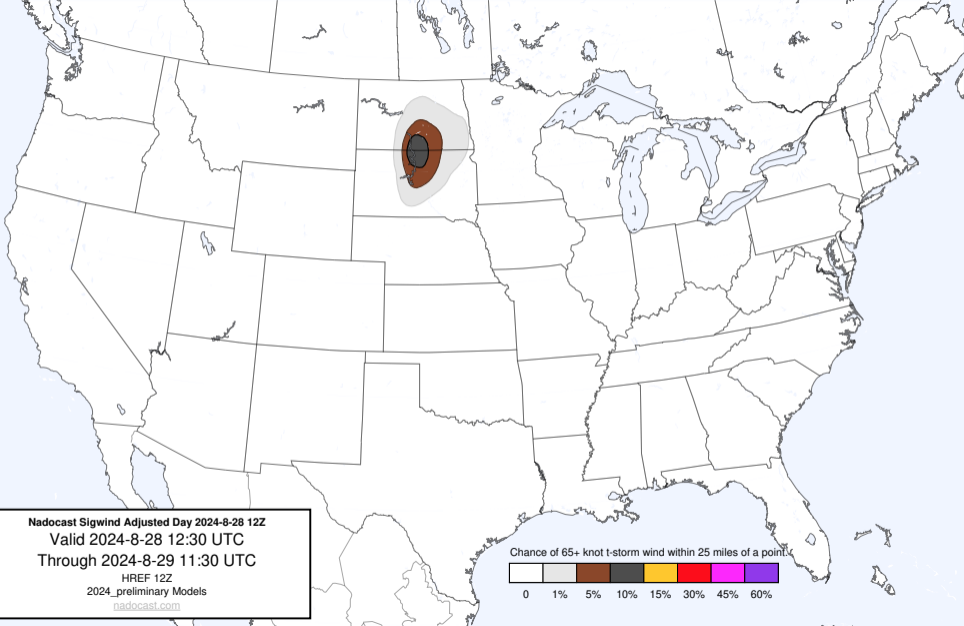 Nadocast Sigwind Adjusted Day 2024-8-28 12Z
Valid 2024-8-28 12:30 UTC
Through 2024-8-29 11:30 UTC
HREF 12Z
2024_preliminary Models
nadocast.com
Chance of 65+ knot t-storm wind within 25 miles of a point.
0 1% 5% 10% 15% 30% 45% 60%